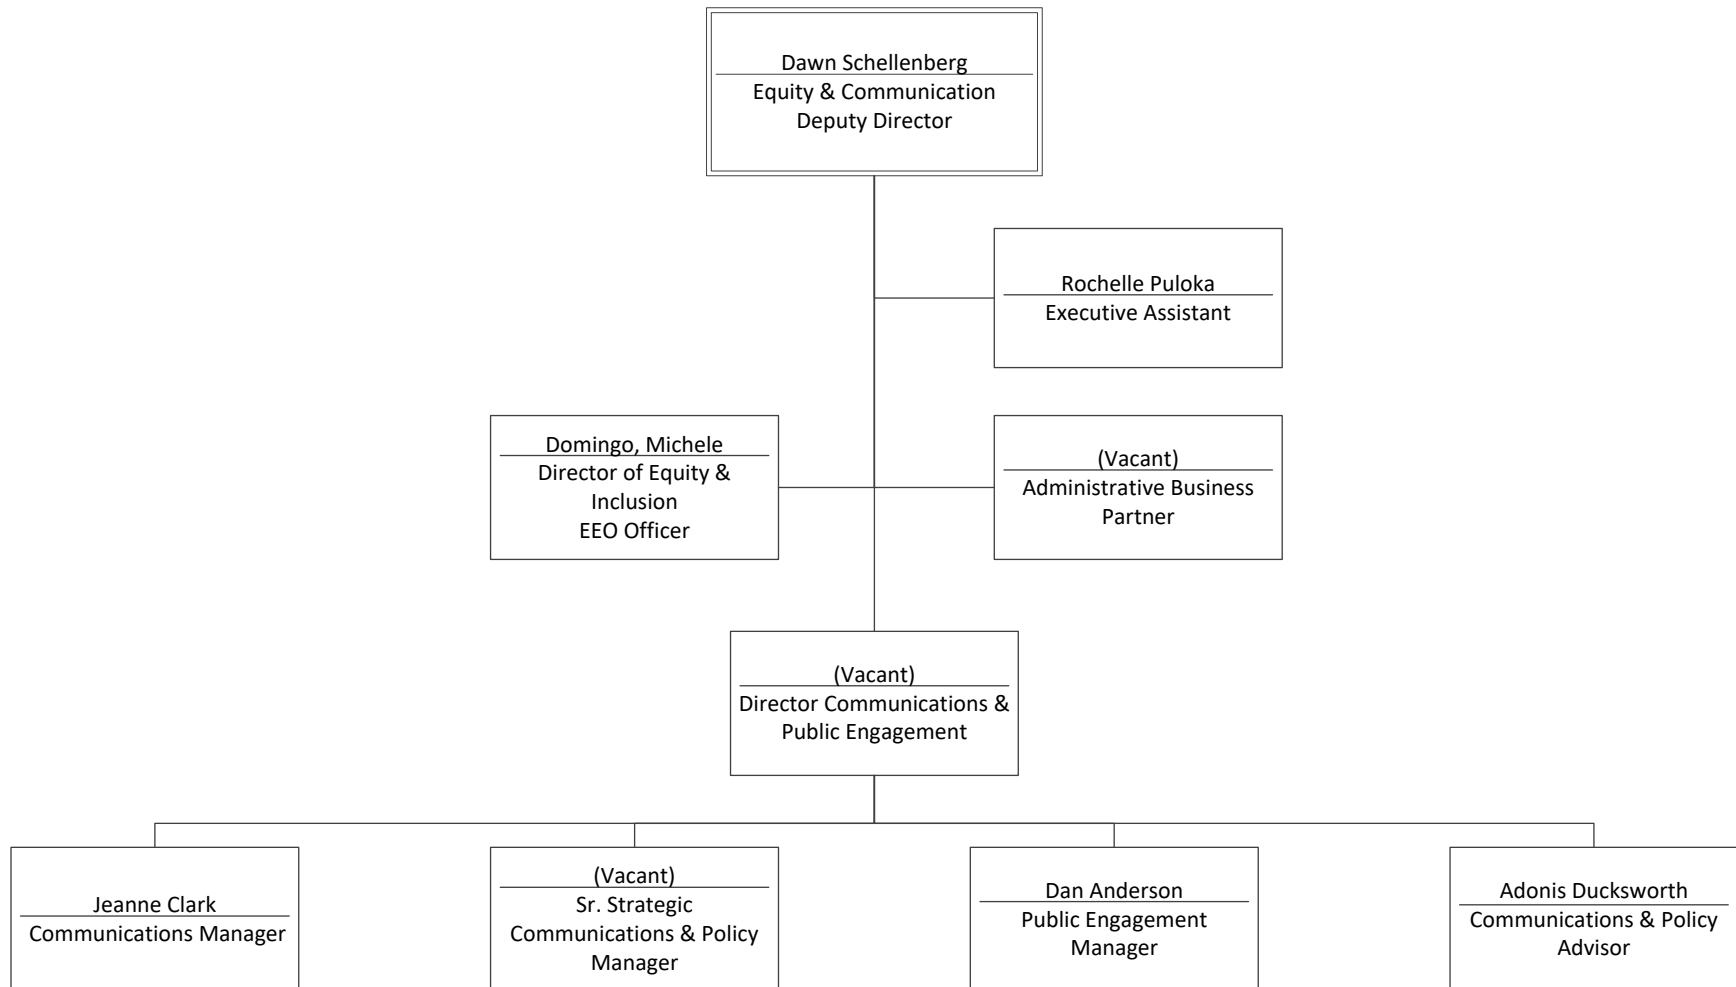 Dawn Schellenberg
Equity & Communication
Deputy Director
Rochelle Puloka
Executive Assistant
Domingo, Michele
Director of Equity &
Inclusion
EEO Officer
(Vacant)
Administrative Business
Partner
(Vacant)
Director Communications &
Public Engagement
Jeanne Clark
Communications Manager
(Vacant)
Sr. Strategic
Communications & Policy
Manager
Dan Anderson
Public Engagement
Manager
Adonis Ducksworth
Communications & Policy
Advisor